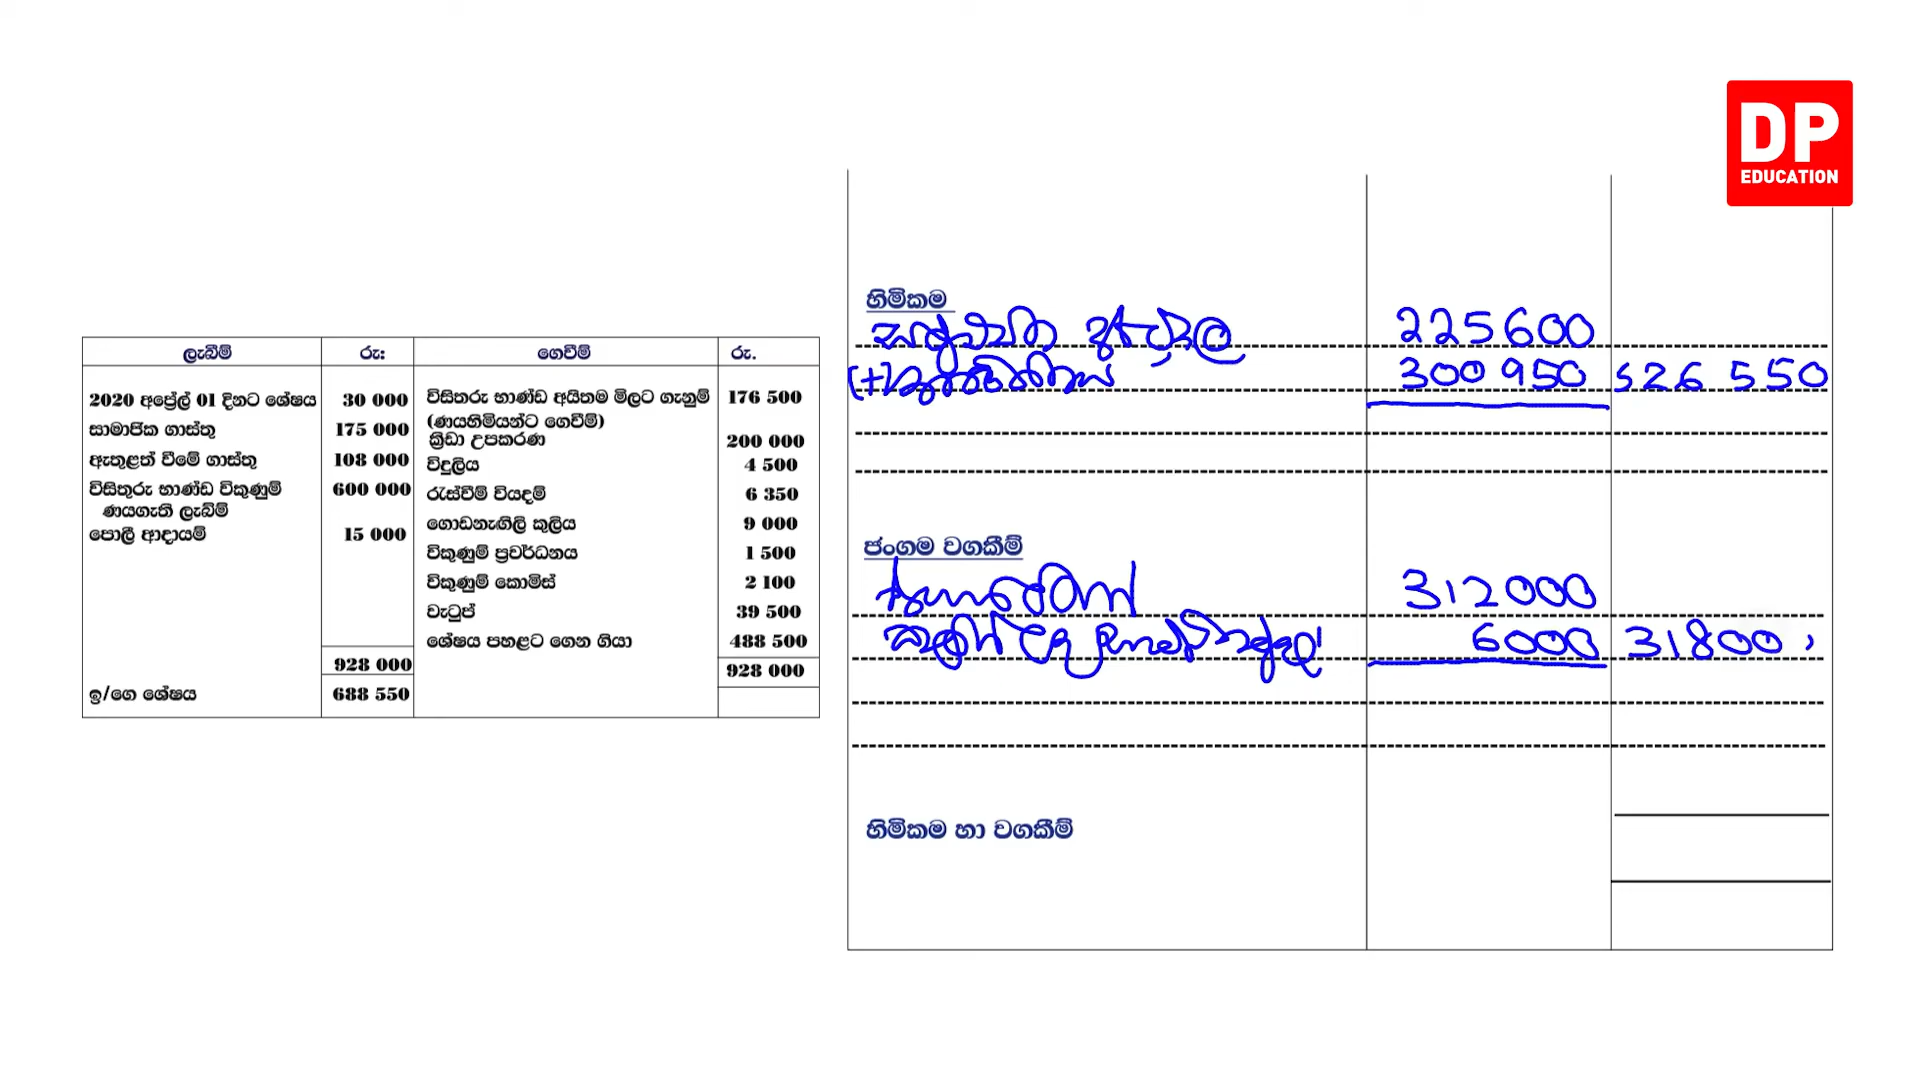 DP
EDUCATION
ලැබීම් රු: ගෙවීම් රු.
2020 අප්‍රේල් 01 දිනට ශේෂය 30 000 විසිතරු භාණ්ඩ අයිතම මිලට ගැනුම් 176 500
(ණයහිමියන්ට ගෙවීම්)
සාමාජික ගාස්තු 175 000 ක්‍රීඩා උපකරණ 200 000
ඇතුළත් වීමේ ගාස්තු 108 000 විදුලිය 4 500
විසිතුරු භාණ්ඩ විකුණුම් 600 000 රැස්වීම් වියදම් 6 350
ණයගැති ලැබීම්
පොලී ආදායම් 15 000 ගොඩනැඟිලි කුලිය 9 000
විකුණුම් ප්‍රවර්ධනය 1 500
විකුණුම් කොමිස් 2 100
වැටුප් 39 500
ශේෂය පහළට ගෙන ගියා 488 500
928 000 928 000
ඉ/ගෙ ශේෂය 688 550
හිමිකම
225600
(+) 300950 526 550
ජංගම වගකීම්
312000
6000 31800
හිමිකම හා වගකීම්